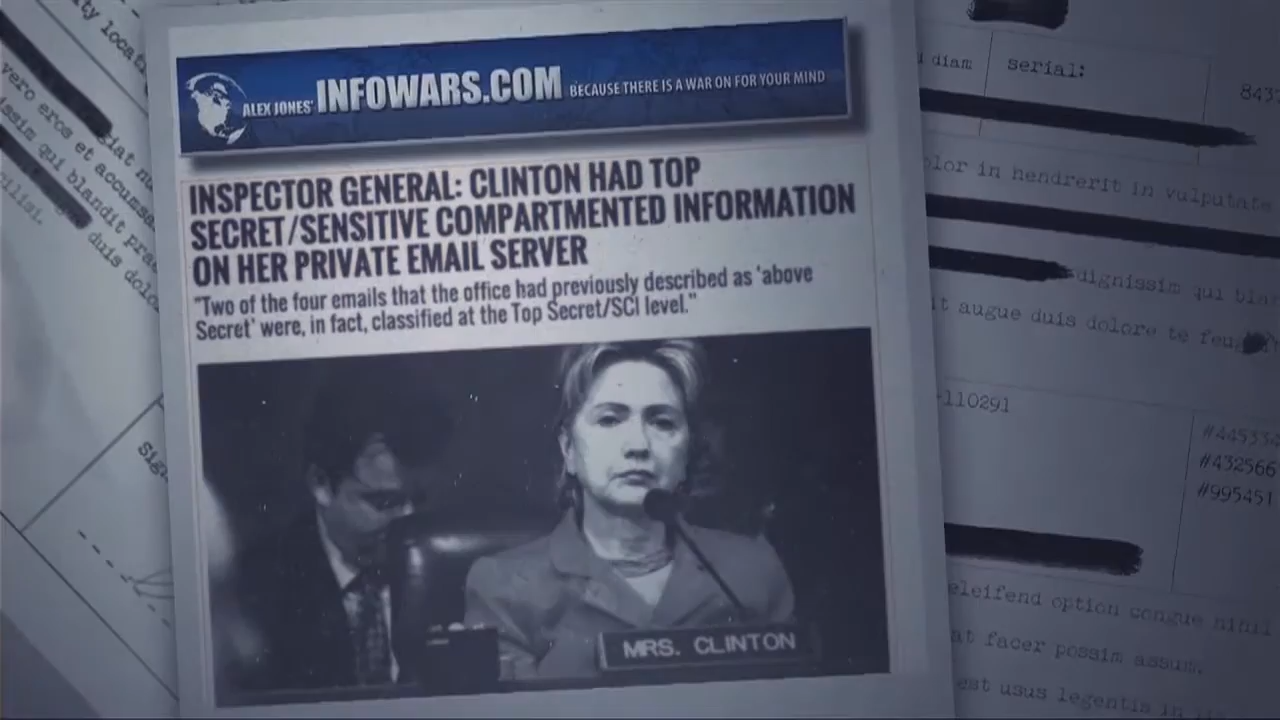 ALEX JONES' INFOWARS.COM BECAUSE THERE IS A WAR ON FOR YOUR MIND
INSPECTOR GENERAL: CLINTON HAD TOP
SECRET/SENSITIVE COMPARTMENTED INFORMATION
ON HER PRIVATE EMAIL SERVER
"Two of the four emails that the office had previously described as 'above
Secret' were, in fact, classified at the Top Secret/SCI level."
MRS. CLINTON
vero eros et accumsa
qui blandit prae
duis dolo
diam
serial:
843
olor in hendrerit in vulputate
dignissim qui bla
it augue duis dolore te feug
-110291
#44533
#432566
#995451
eleifend option congue nihil
at facer possim assum.
est usus legentis in